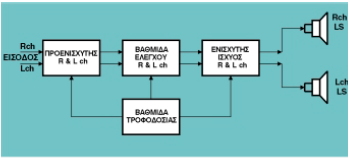 Rch
ΕΙΣΟΔΟΣ
Lch
ΠΡΟΕΝΙΣΧΥΤΗΣ
R & L ch
ΒΑΘΜΙΔΑ
ΕΛΕΓΧΟΥ
R & L ch
ΕΝΙΣΧΥΤΗΣ
ΙΣΧΥΟΣ
R & L ch
Rch
LS
Lch
LS
ΒΑΘΜΙΔΑ
ΤΡΟΦΟΔΟΣΙΑΣ